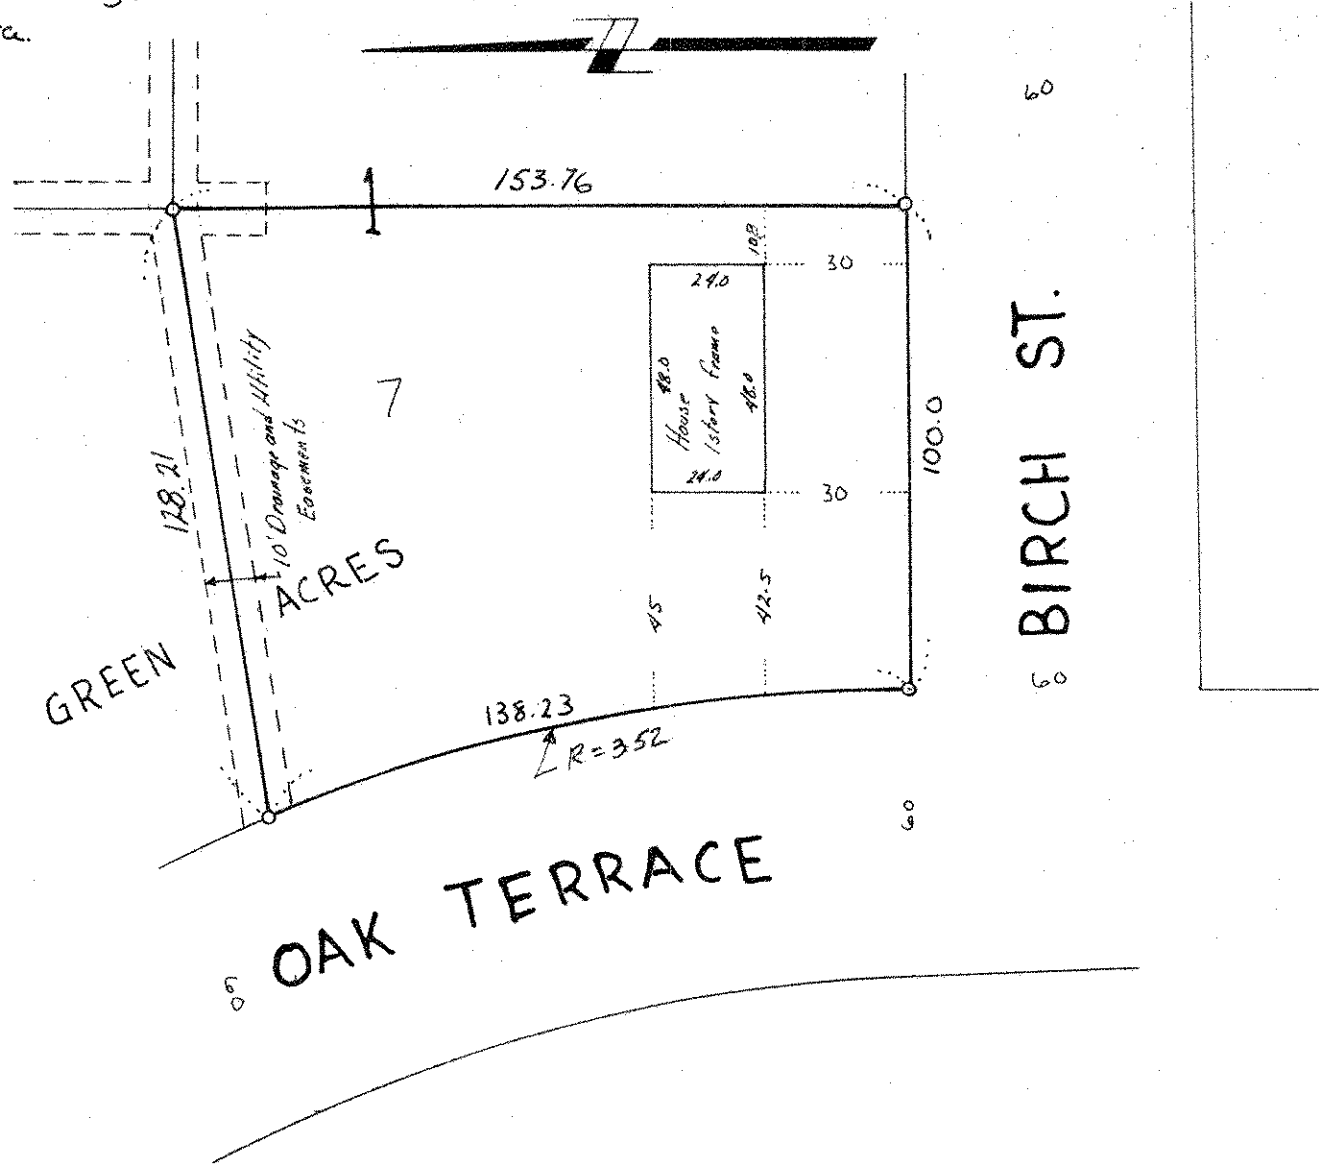 a.
N
60
153.76
1
10.8
24.0
30
7
48.0
House
1 story frame
48.0
24.0
30
100.0
BIRCH ST.
128.21
10' Drainage and Utility
Easements
GREEN ACRES
45
42.5
138.23
R=352
60
60
OAK TERRACE
60